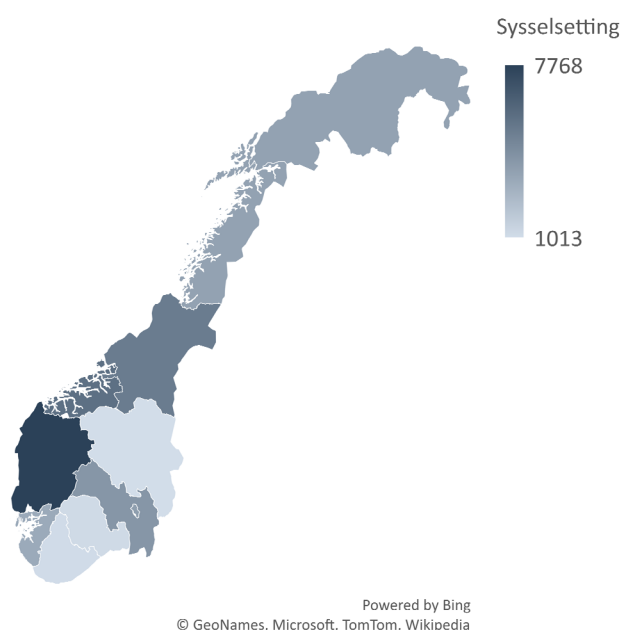 Sysselsetting
7768
1013
Powered by Bing
© GeoNames, Microsoft, TomTom, Wikipedia